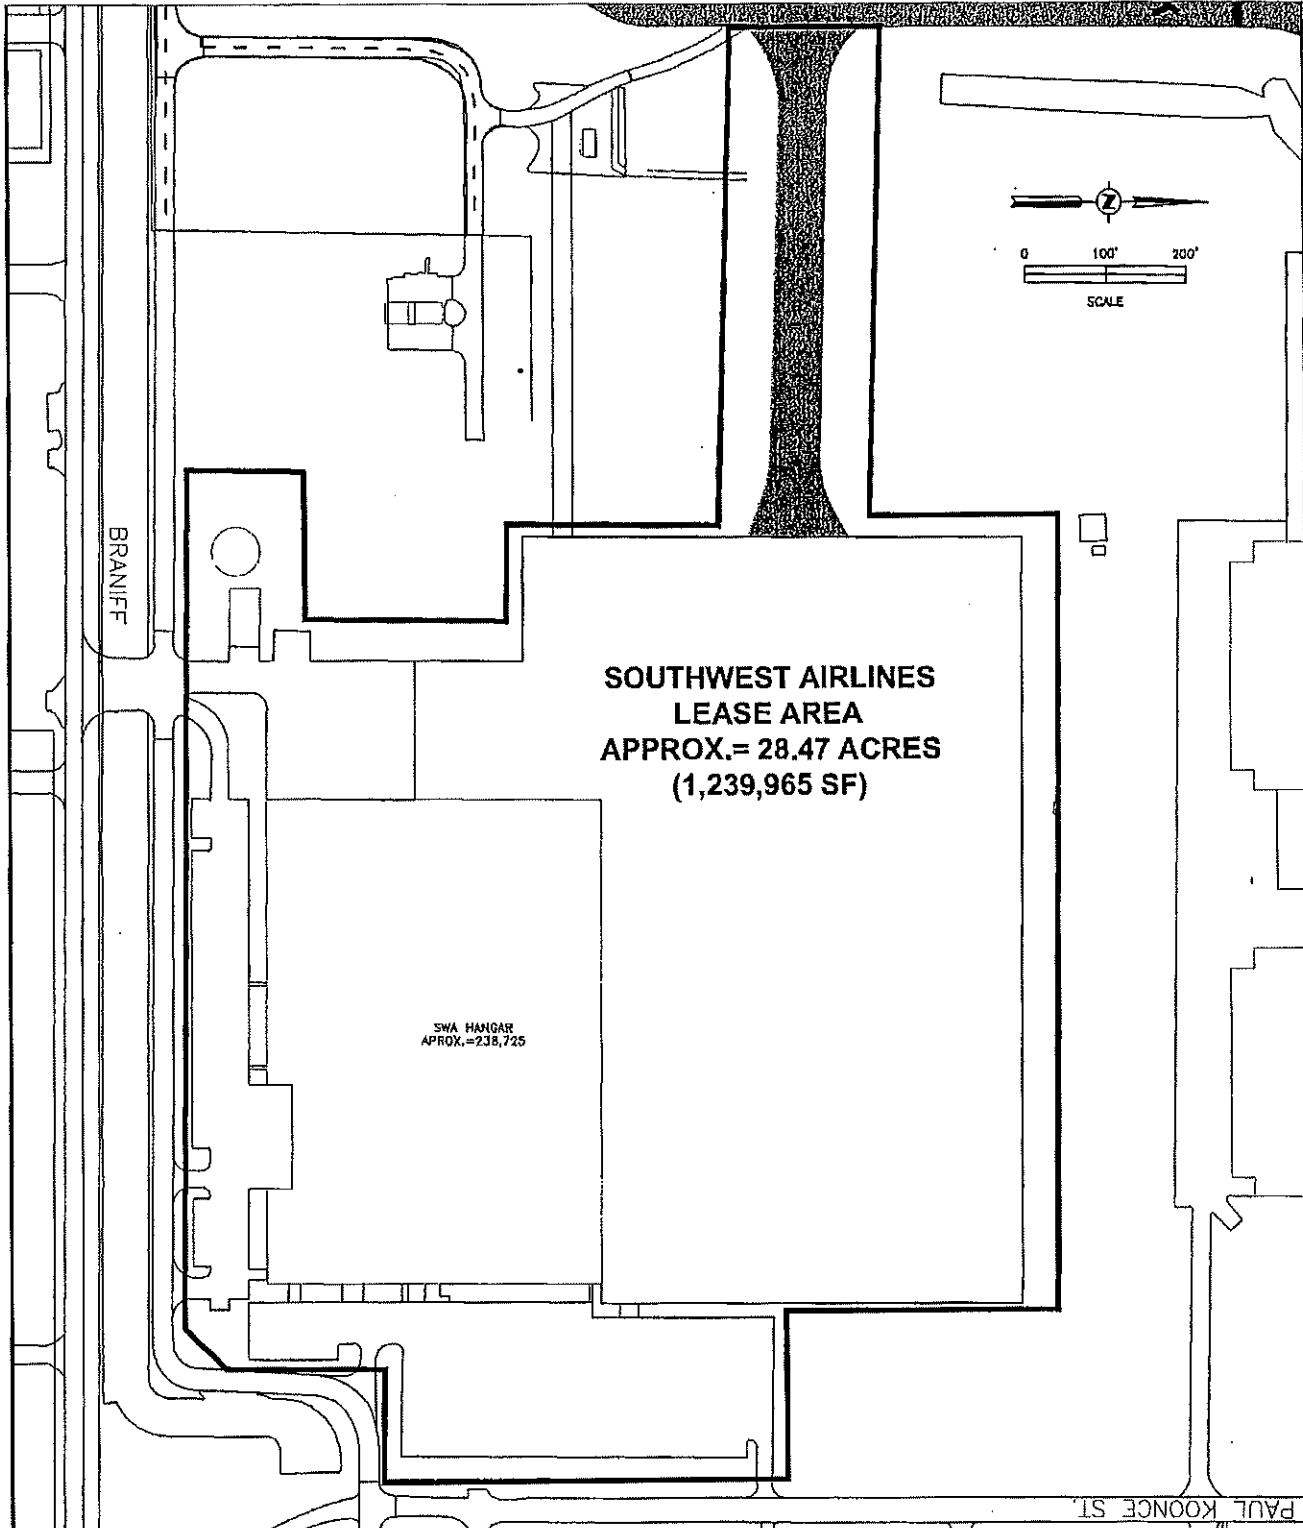 Z
0 100' 200'
SCALE
BRANIFF
SOUTHWEST AIRLINES
LEASE AREA
APPROX.= 28.47 ACRES
(1,239,965 SF)
SWA HANGAR
APROX.=238,725
PAUL KOONCE ST.